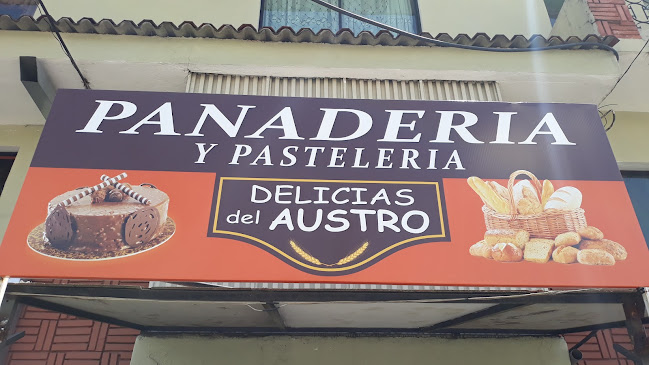 PANADERIA
Y PASTELERIA
DELICIAS
del AUSTRO